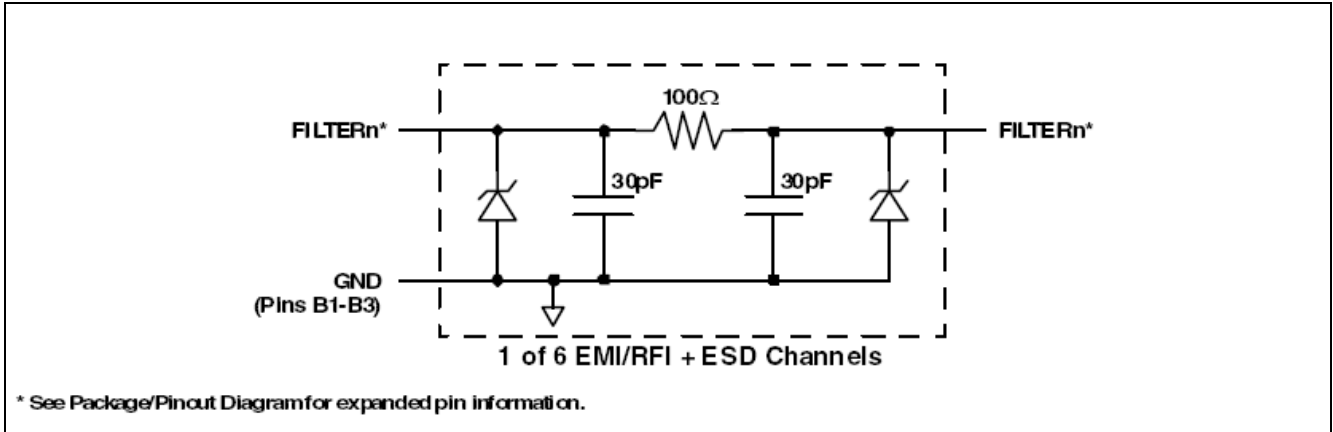 100Ω
FILTERn*
FILTERn*
30pF
30pF
GND
(Pins B1-B3)
1 of 6 EMI/RFI + ESD Channels
* See Package/Pinout Diagram for expanded pin information.